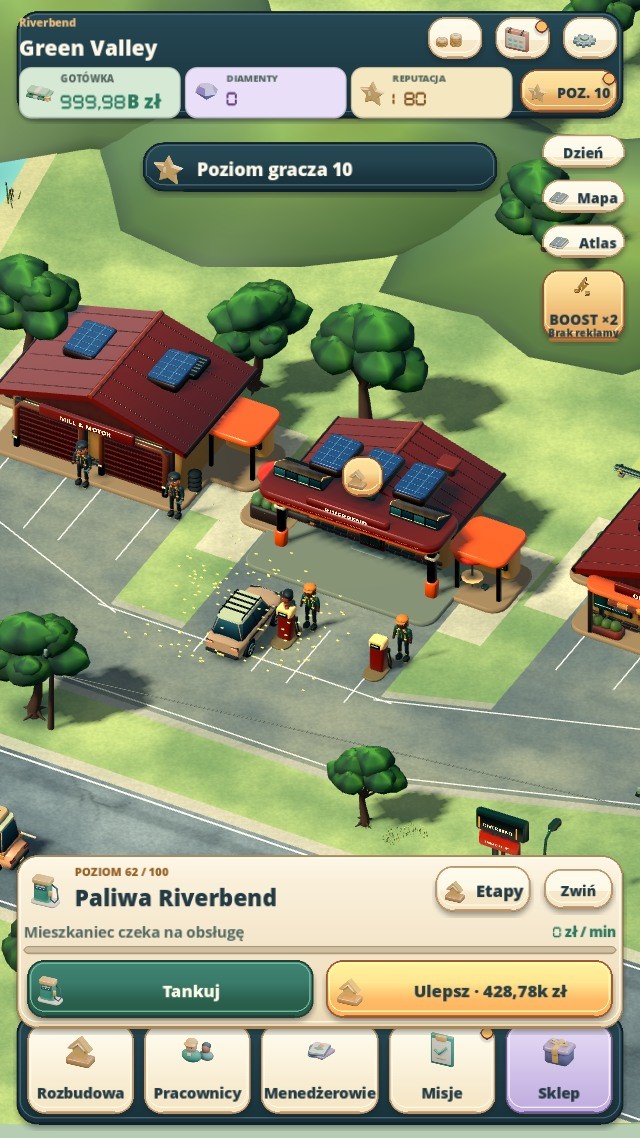 Riverbend
Green Valley
GOTÓWKA
999,98B zł
DIAMENTY
0
REPUTACJA
180
POZ. 10
Poziom gracza 10
Dzień
Mapa
Atlas
BOOST ×2
Brak reklamy
MILL & MOTOR
RIVERBEND
RIVERBEND
POZIOM 62 / 100
Paliwa Riverbend
Etapy
Zwiń
Mieszkaniec czeka na obsługę
0 zł / min
Tankuj
Ulepsz · 428,78k zł
Rozbudowa
Pracownicy
Menedżerowie
Misje
Sklep